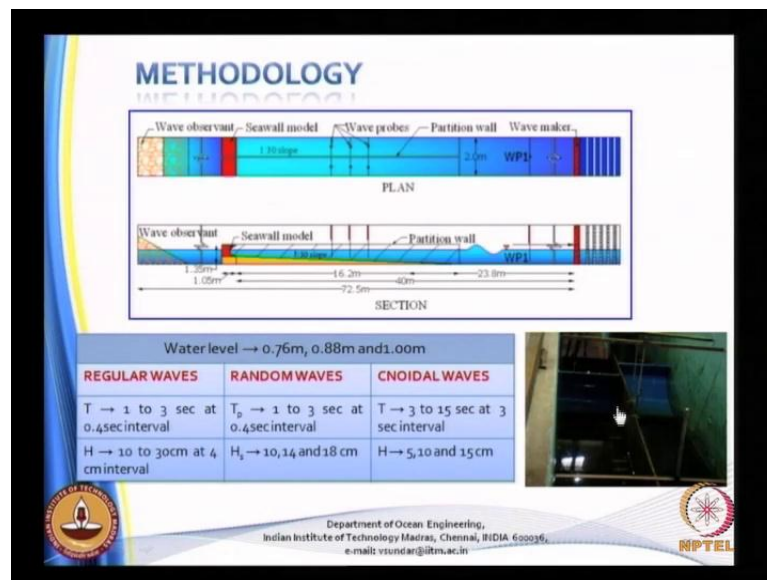 METHODOLOGY
Wave observant
Seawall model
Wave probes
Partition wall
Wave maker
1:30 slope
2.0m
WP1
PLAN
Wave observant
Seawall model
Partition wall
1:30 slope
WP1
1.35m
1.05m
16.2m
23.8m
40m
72.5m
SECTION
Water level → 0.76m, 0.88m and1.00m
REGULAR WAVES RANDOM WAVES CNOIDAL WAVES
T → 1 to 3 sec at 0.4sec interval
Tp → 1 to 3 sec at 0.4sec interval
T → 3 to 15 sec at 3 sec interval
H → 10 to 30cm at 4 cm interval
Hs → 10, 14 and 18 cm
H → 5, 10 and 15 cm
Department of Ocean Engineering,
Indian Institute of Technology Madras, Chennai, INDIA 600036,
e-mail: vsundar@iitm.ac.in
NPTEL